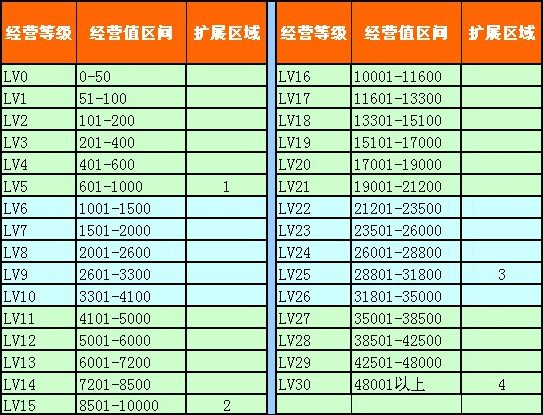 经营等级 经营值区间 扩展区域 经营等级 经营值区间 扩展区域
LV0 0-50 LV16 10001-11600
LV1 51-100 LV17 11601-13300
LV2 101-200 LV18 13301-15100
LV3 201-400 LV19 15101-17000
LV4 401-600 LV20 17001-19000
LV5 601-1000 1 LV21 19001-21200
LV6 1001-1500 LV22 21201-23500
LV7 1501-2000 LV23 23501-26000
LV8 2001-2600 LV24 26001-28800
LV9 2601-3300 LV25 28801-31800 3
LV10 3301-4100 LV26 31801-35000
LV11 4101-5000 LV27 35001-38500
LV12 5001-6000 LV28 38501-42500
LV13 6001-7200 LV29 42501-48000
LV14 7201-8500 LV30 48001以上 4
LV15 8501-10000 2